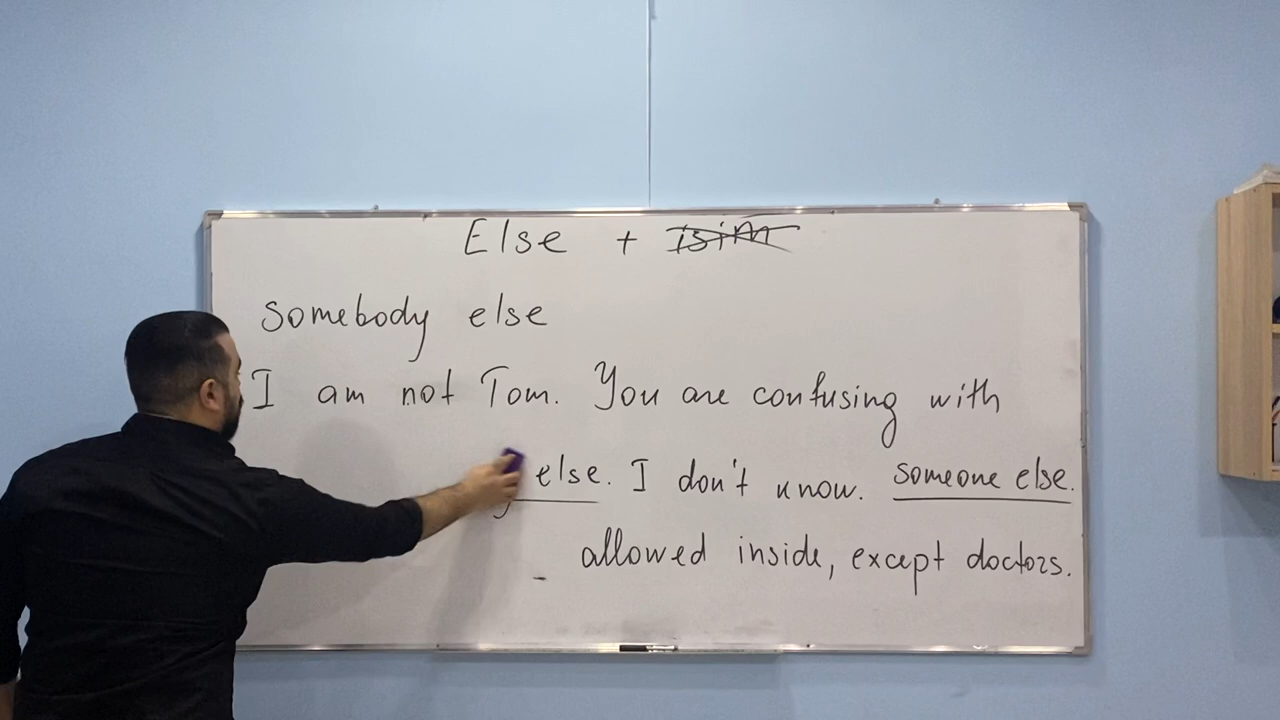 Else + isim
somebody else
I am not Tom. You are confusing with
else. I don't know. someone else.
allowed inside, except doctors.